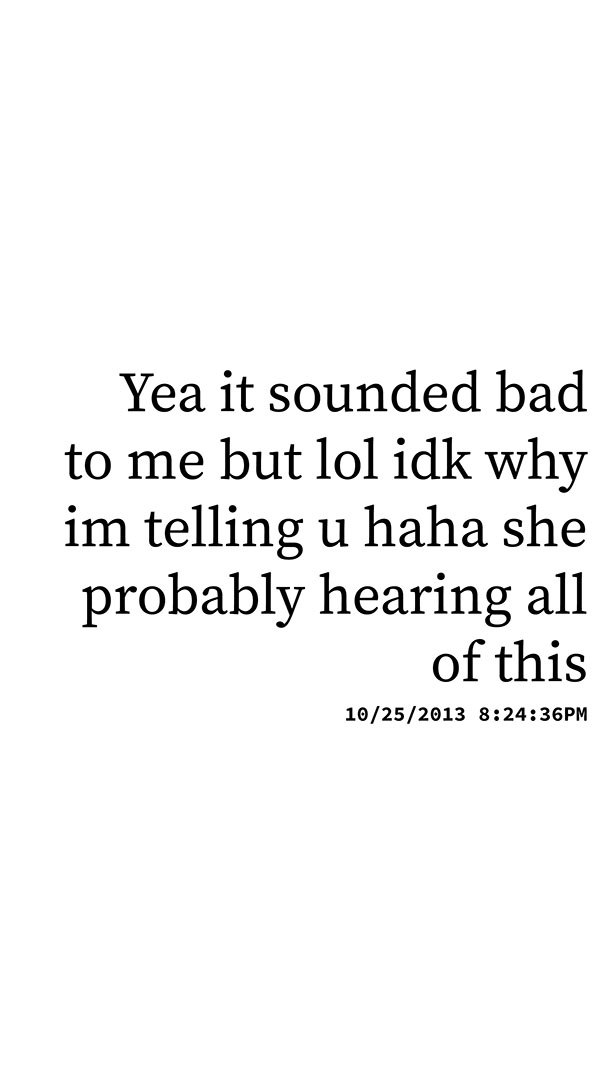 Yea it sounded bad
to me but lol idk why
im telling u haha she
probably hearing all
of this
10/25/2013 8:24:36PM